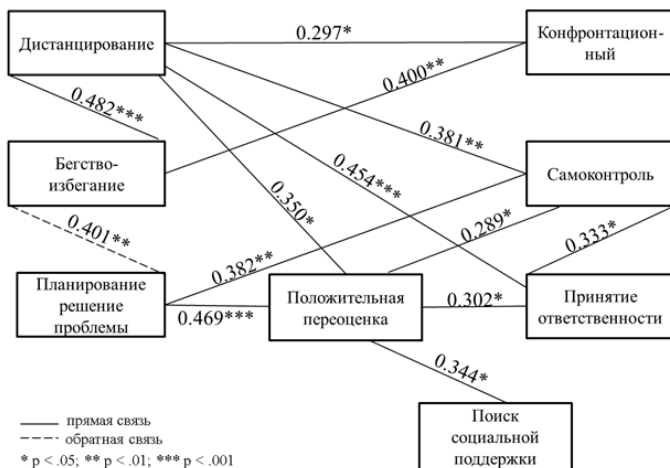 Дистанцирование
0.297*
Конфронтацион-
ный
0.400**
0.482***
0.381**
Бегство-
избегание
0.454***
Самоконтроль
0.350*
0.401**
0.289*
0.333*
0.382**
Планирование
решение
проблемы
0.469***
Положительная
переоценка
0.302*
Принятие
ответственности
0.344*
Поиск
социальной
поддержки
прямая связь
обратная связь
* p < .05; ** p < .01; *** p < .001